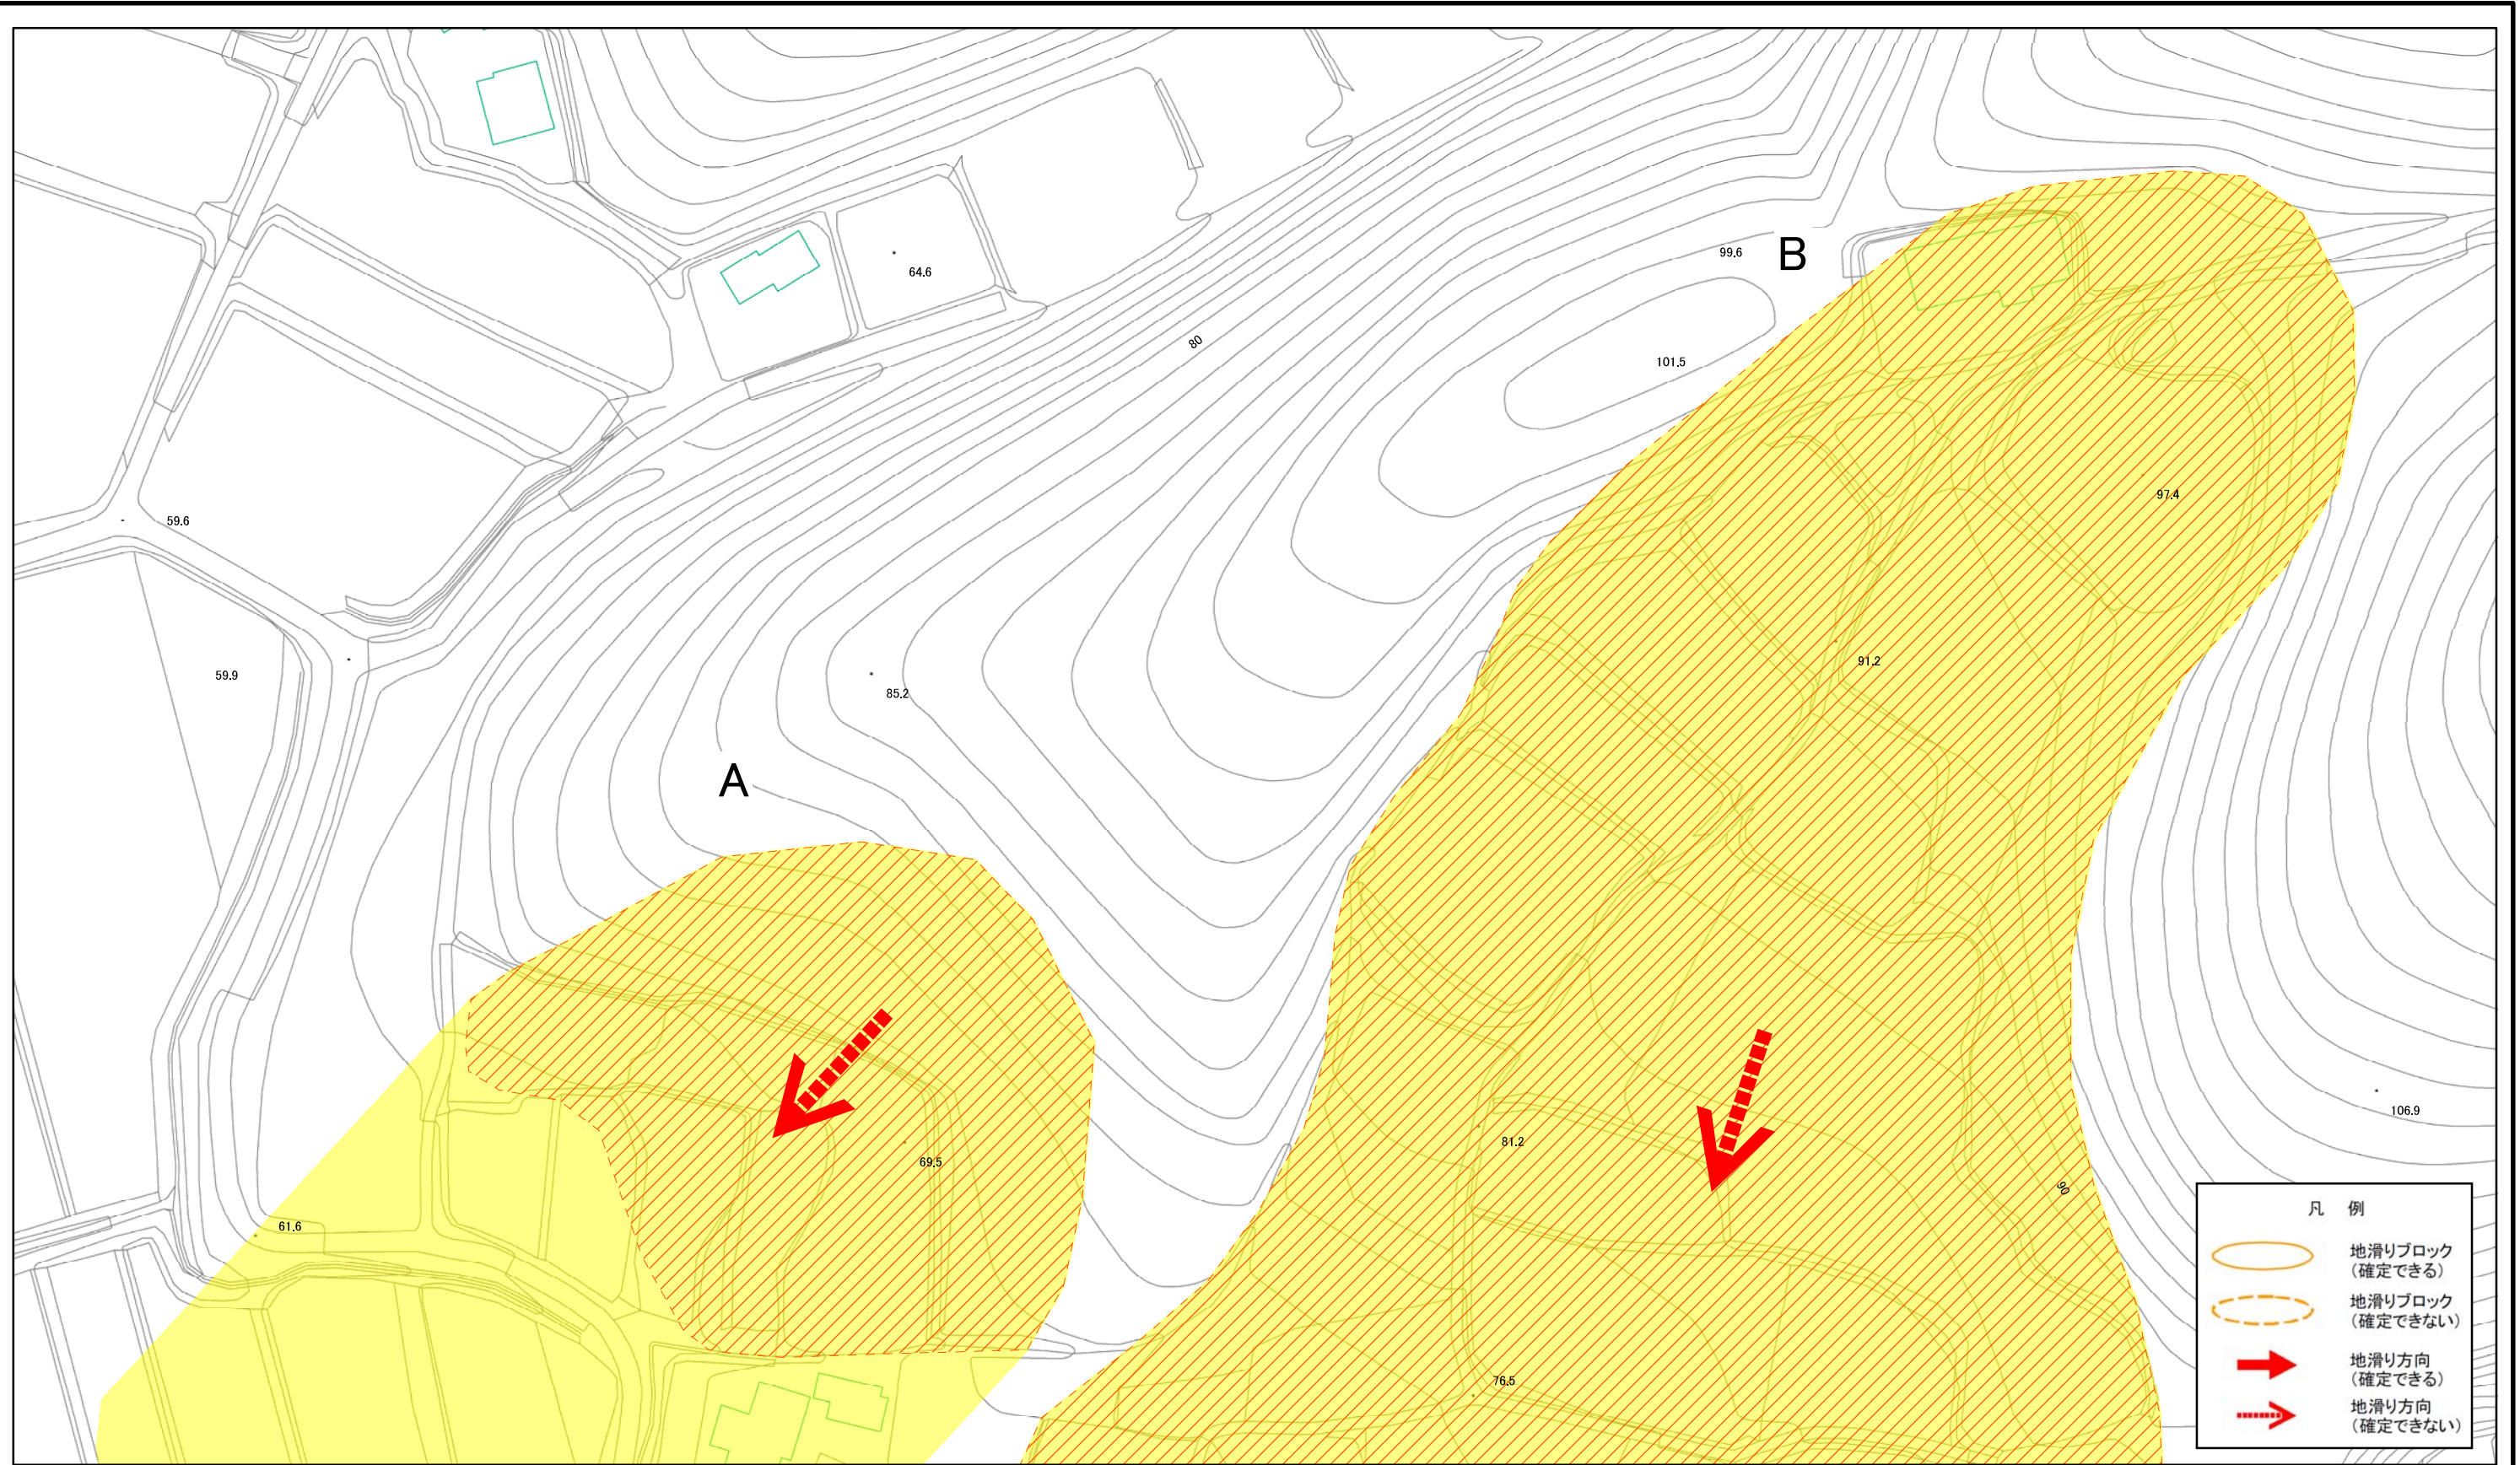 B
99.6
64.6
80
101.5
97.4
59.6
91.2
59.9
85.2
A
106.9
81.2
69.5
90
61.6
76.5
凡 例
地滑りブロック
(確定できる)
地滑りブロック
(確定できない)
地滑り方向
(確定できる)
地滑り方向
(確定できない)